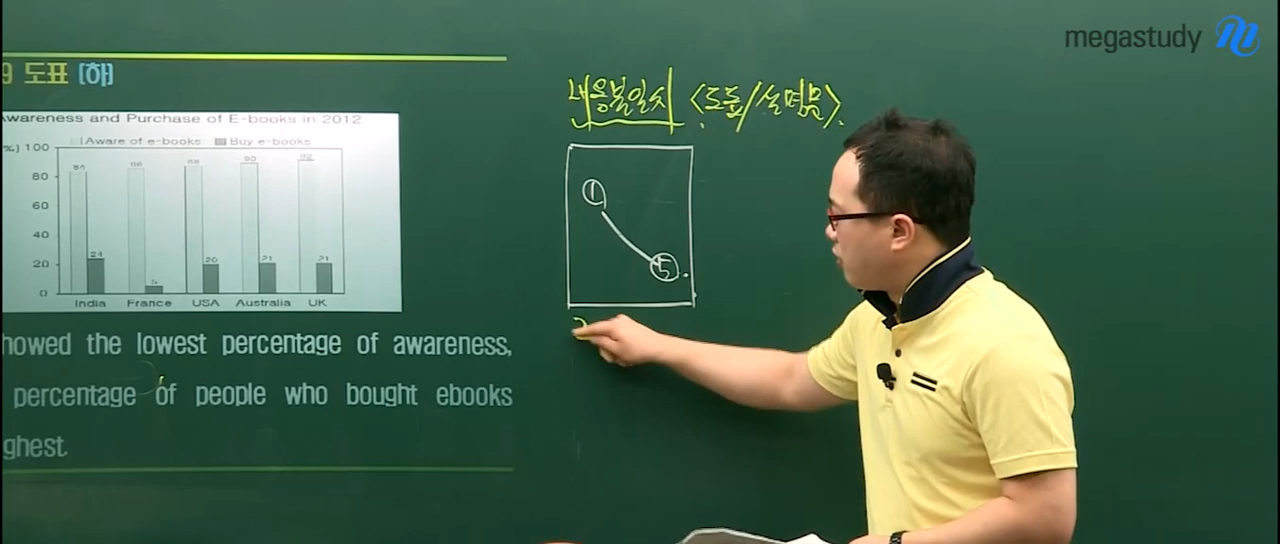 megastudy
9 도표 (하)
Awareness and Purchase of E-books in 2012
(%) Aware of e-books Buy e-books
100
80
60
40
20
0
84 86 88 90 92
24 5 20 21 21
India France USA Australia UK
howed the lowest percentage of awareness,
percentage of people who bought ebooks
ghest.
내용불일치 <도표/설명문>
①
⑤